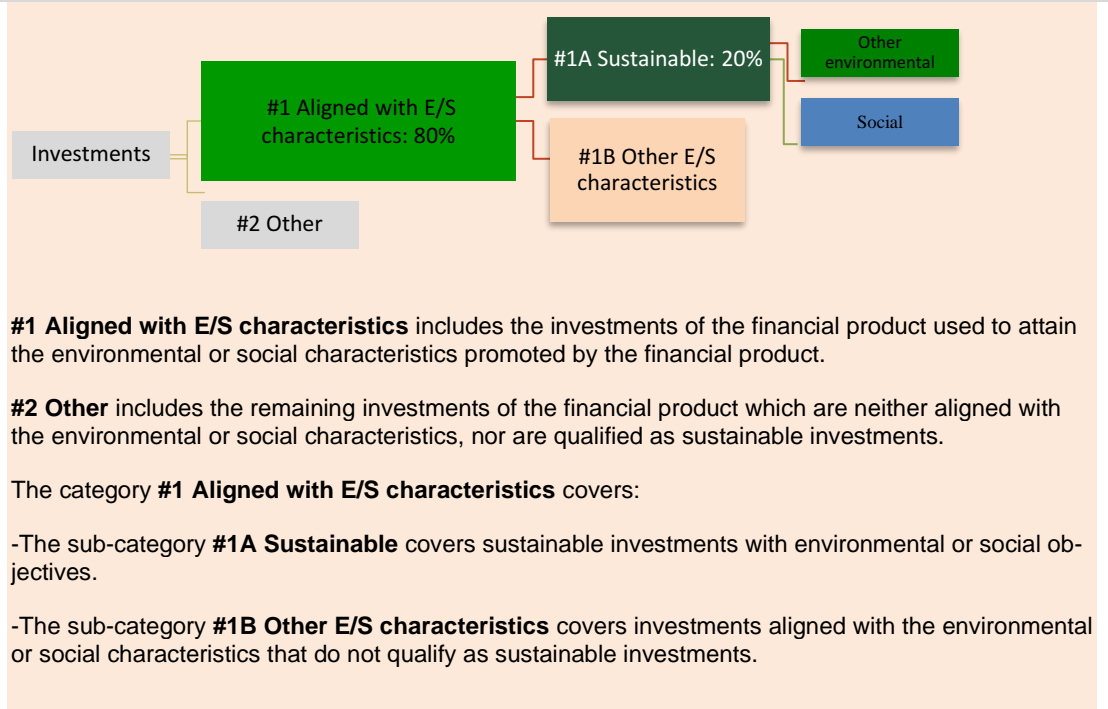 Investments
#1 Aligned with E/S
characteristics: 80%
#2 Other
#1A Sustainable: 20%
#1B Other E/S
characteristics
Other
environmental
Social
#1 Aligned with E/S characteristics includes the investments of the financial product used to attain
the environmental or social characteristics promoted by the financial product.
#2 Other includes the remaining investments of the financial product which are neither aligned with
the environmental or social characteristics, nor are qualified as sustainable investments.
The category #1 Aligned with E/S characteristics covers:
-The sub-category #1A Sustainable covers sustainable investments with environmental or social ob-
jectives.
-The sub-category #1B Other E/S characteristics covers investments aligned with the environmental
or social characteristics that do not qualify as sustainable investments.